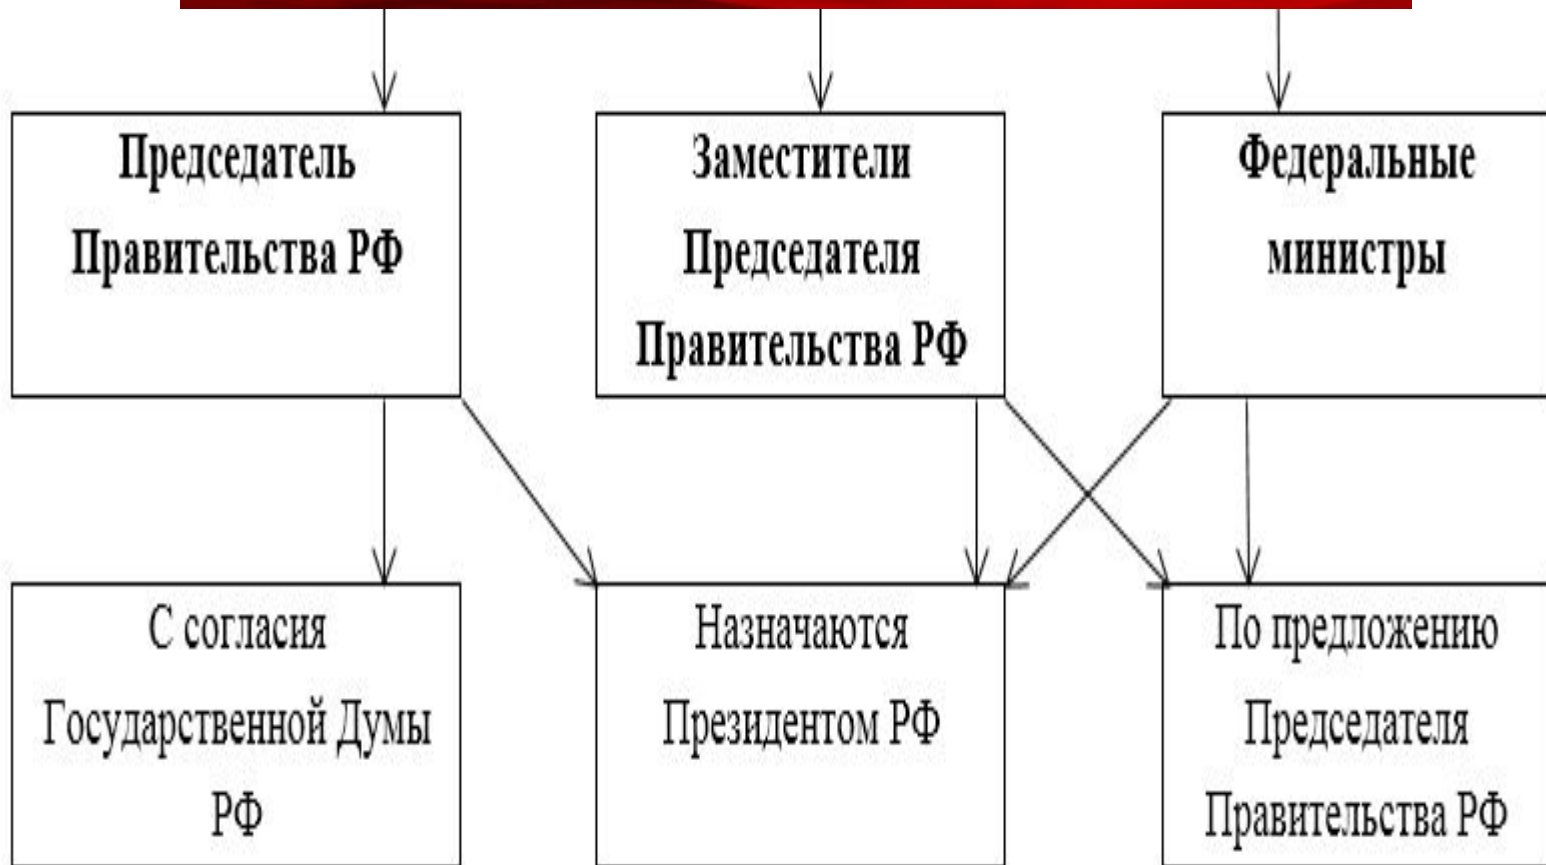 Председатель
Правительства РФ
Заместители
Председателя
Правительства РФ
Федеральные
министры
С согласия
Государственной Думы
РФ
Назначаются
Президентом РФ
По предложению
Председателя
Правительства РФ